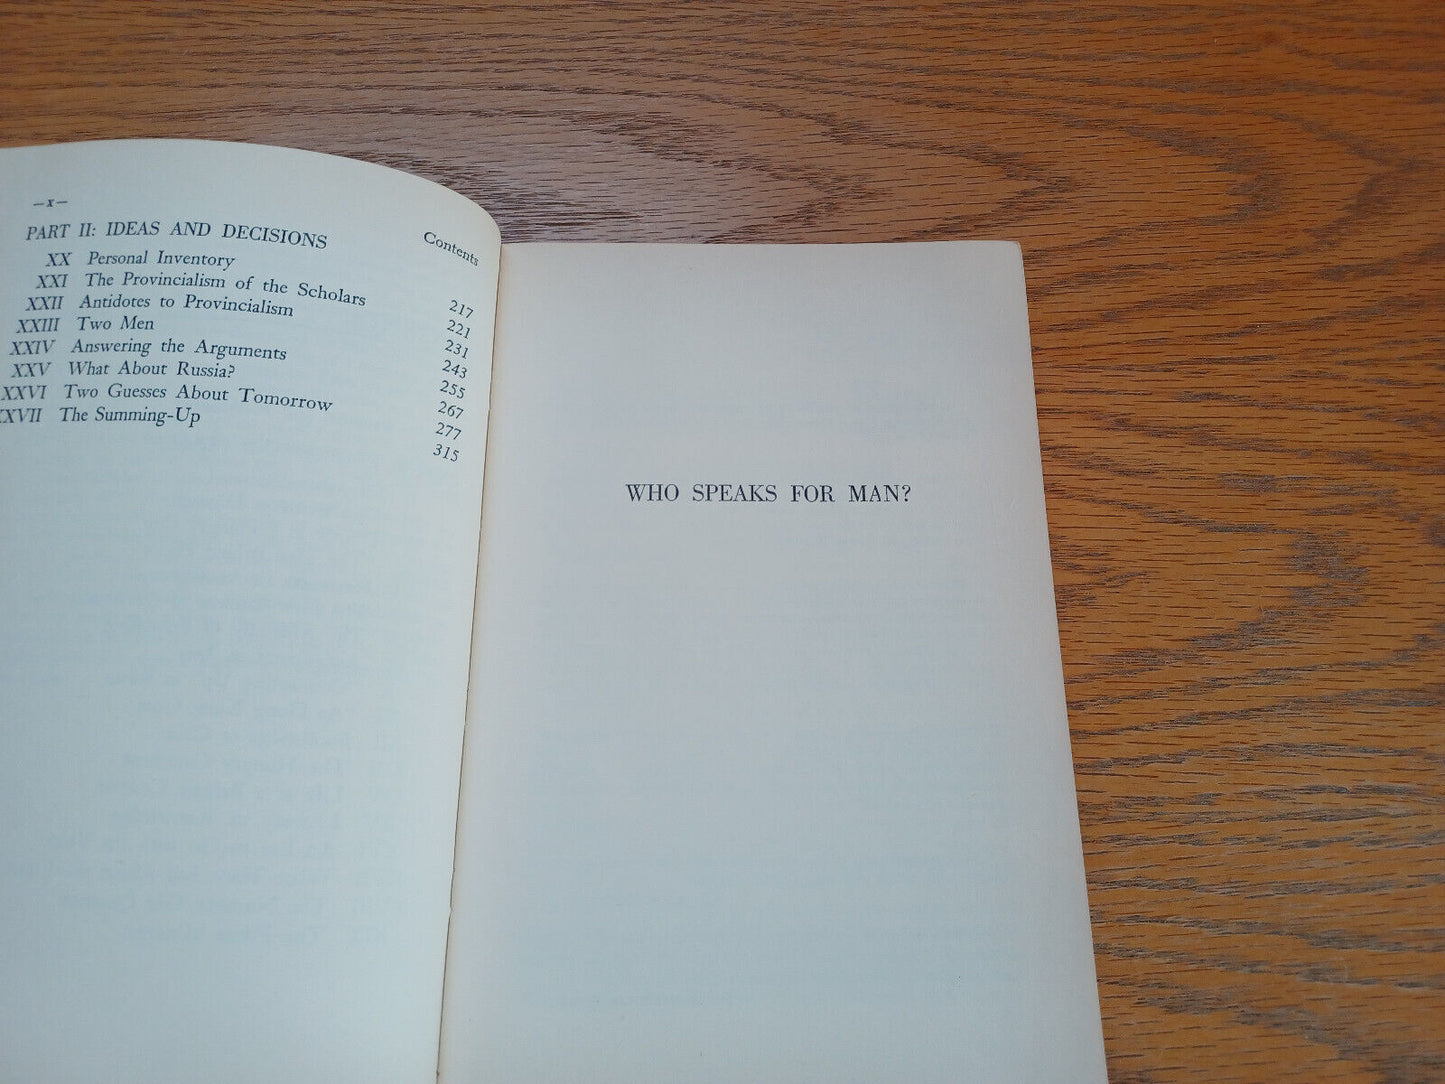 —x—
Contents
PART II: IDEAS AND DECISIONS
XX Personal Inventory 217
XXI The Provincialism of the Scholars 221
XXII Antidotes to Provincialism 231
XXIII Two Men 243
XXIV Answering the Arguments 255
XXV What About Russia? 267
XXVI Two Guesses About Tomorrow 277
XXVII The Summing-Up 315
WHO SPEAKS FOR MAN?